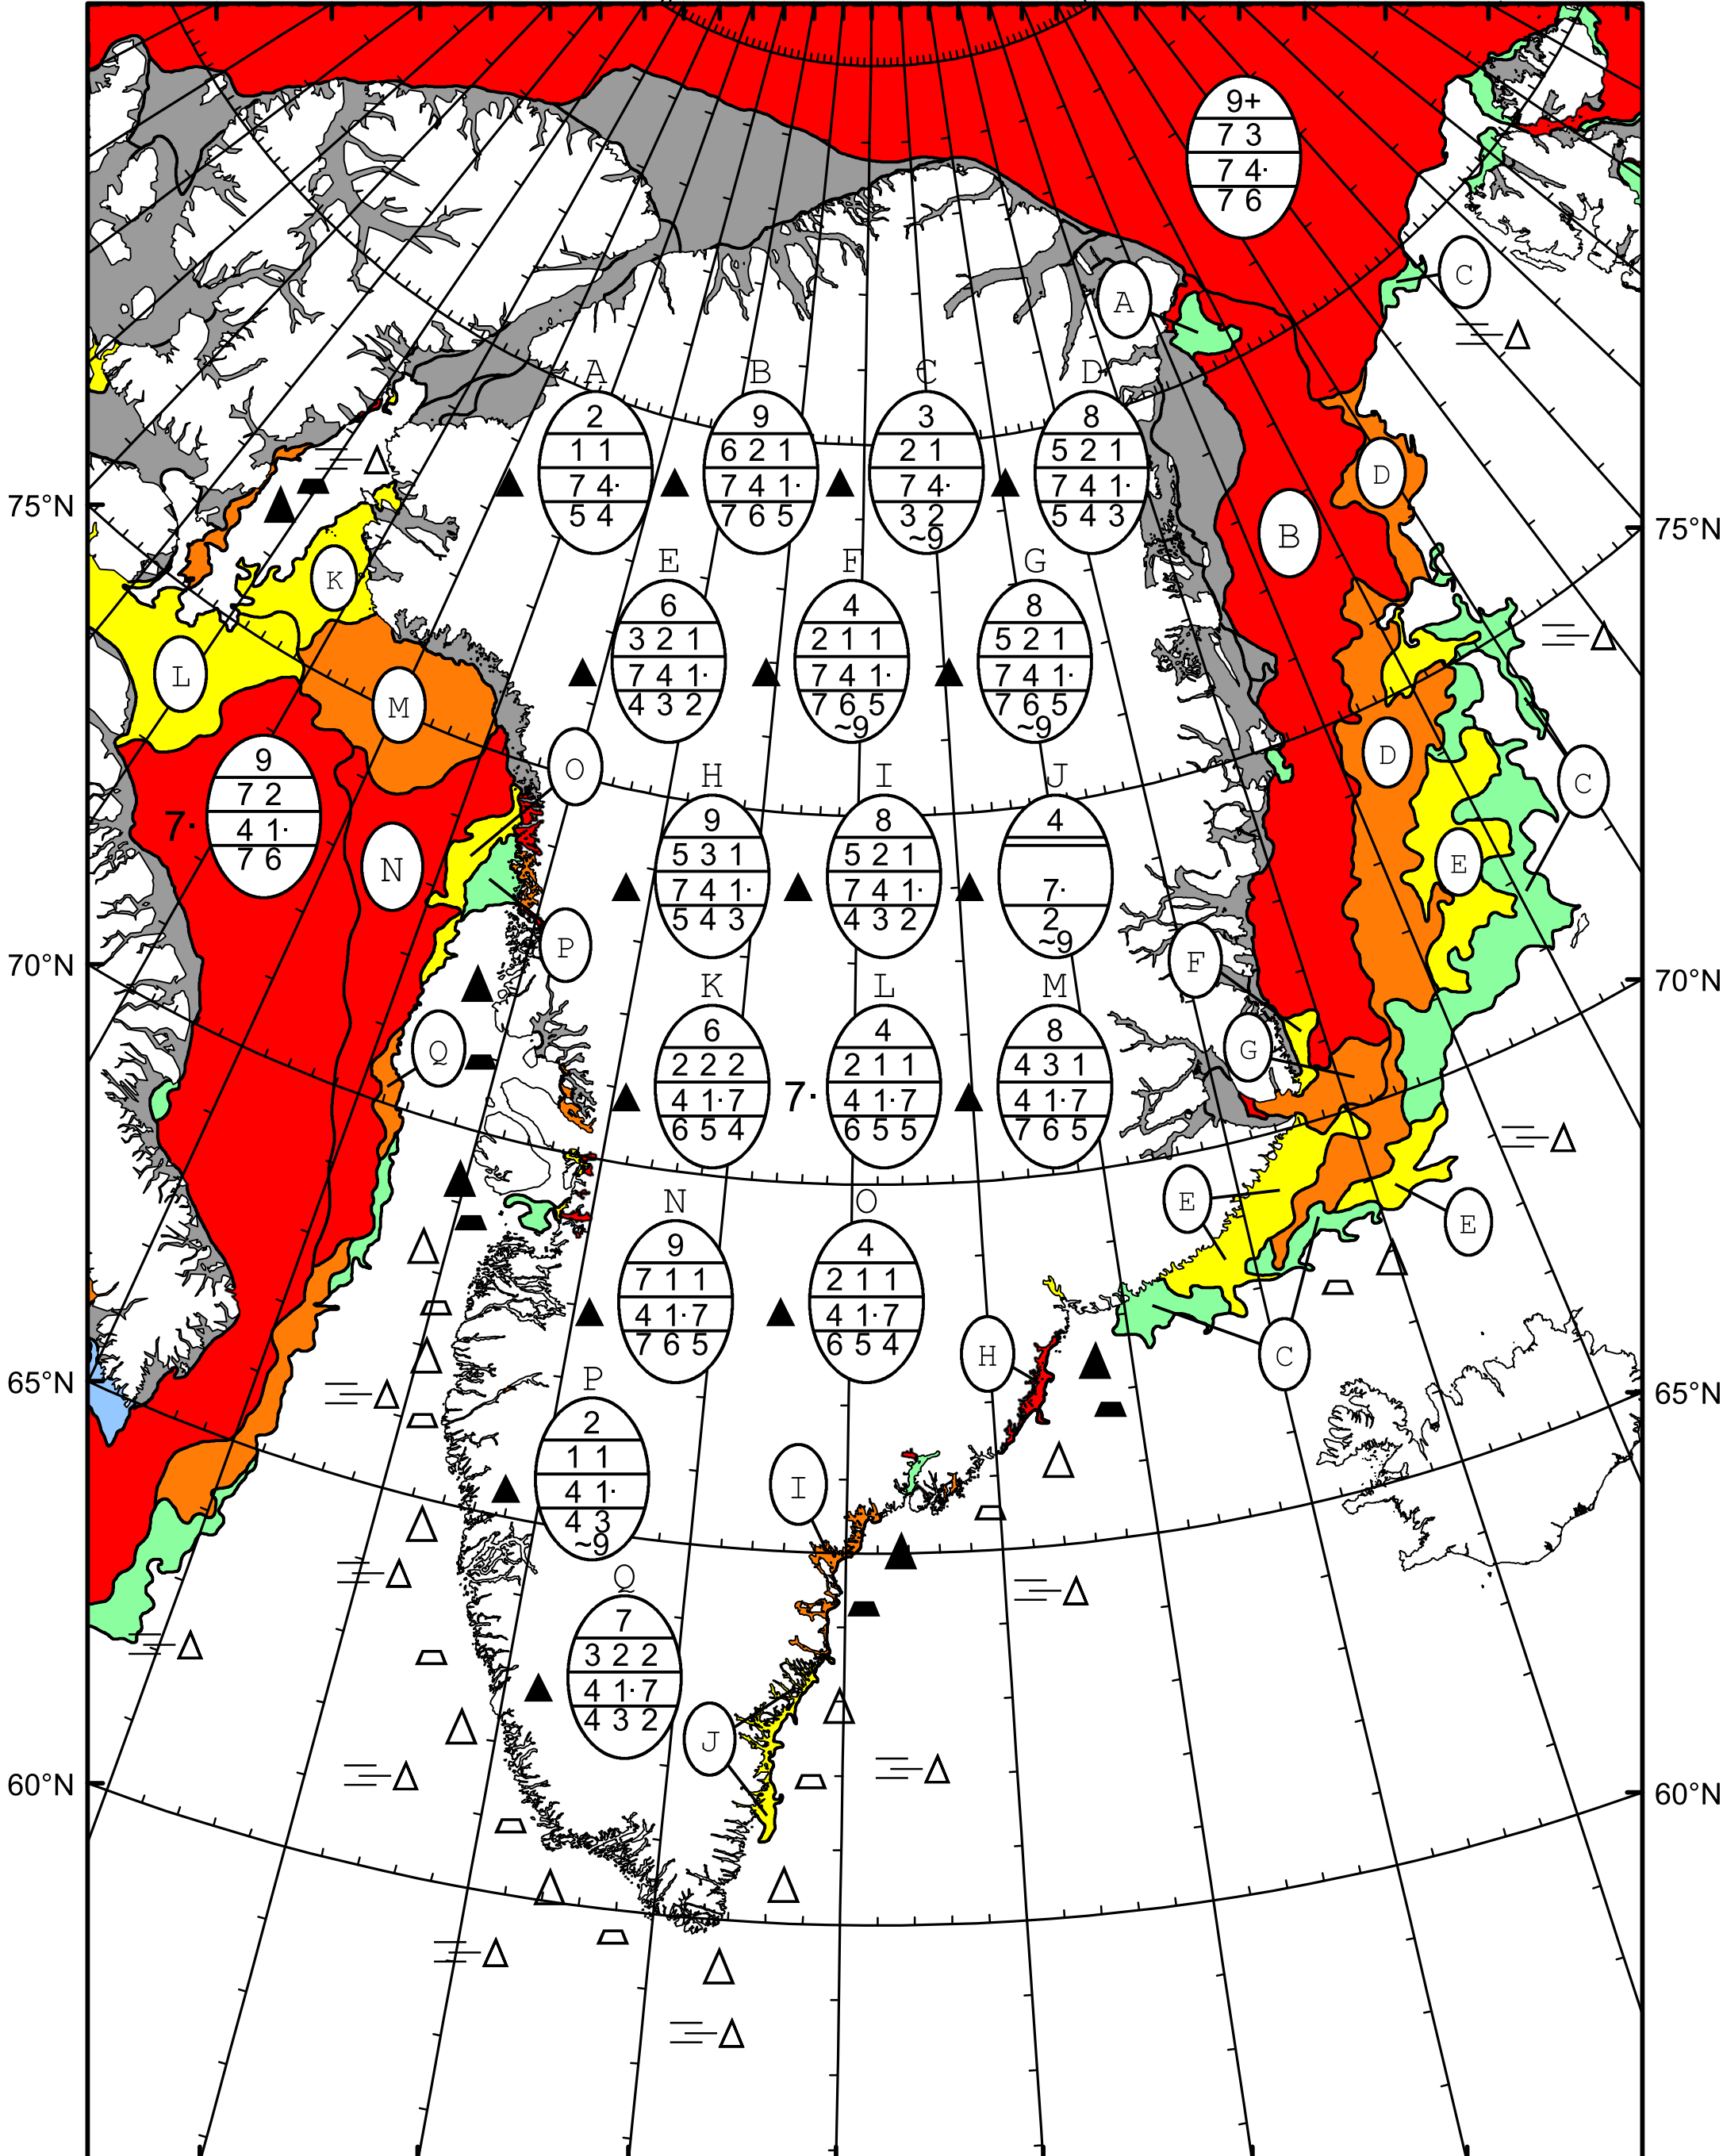 9+
7 3
7 4·
7 6
C
A
A B C D
2
1 1
7 4·
5 4
9
6 2 1
7 4 1·
7 6 5
3
2 1
7 4·
3 2
~9
8
5 2 1
7 4 1·
5 4 3
D
75°N
75°N
B
E F G
K
6
3 2 1
7 4 1·
4 3 2
4
2 1 1
7 4 1·
7 6 5
~9
8
5 2 1
7 4 1·
7 6 5
~9
L
M
D
O
C
9
7 2
7· 4 1·
7 6
H I J
9
5 3 1
7 4 1·
5 4 3
8
5 2 1
7 4 1·
4 3 2
4
7·
2
~9
N
E
P
F
70°N
70°N
K L M
Q
G
6
2 2 2
4 1·7
6 5 4
4
2 1 1
7· 4 1·7
6 5 5
8
4 3 1
4 1·7
7 6 5
E
E
N O
9
7 1 1
4 1·7
7 6 5
4
2 1 1
4 1·7
6 5 4
H
C
65°N
65°N
P
2
1 1
4 1·
4 3
~9
I
Q
7
3 2 2
4 1·7
4 3 2
J
60°N
60°N